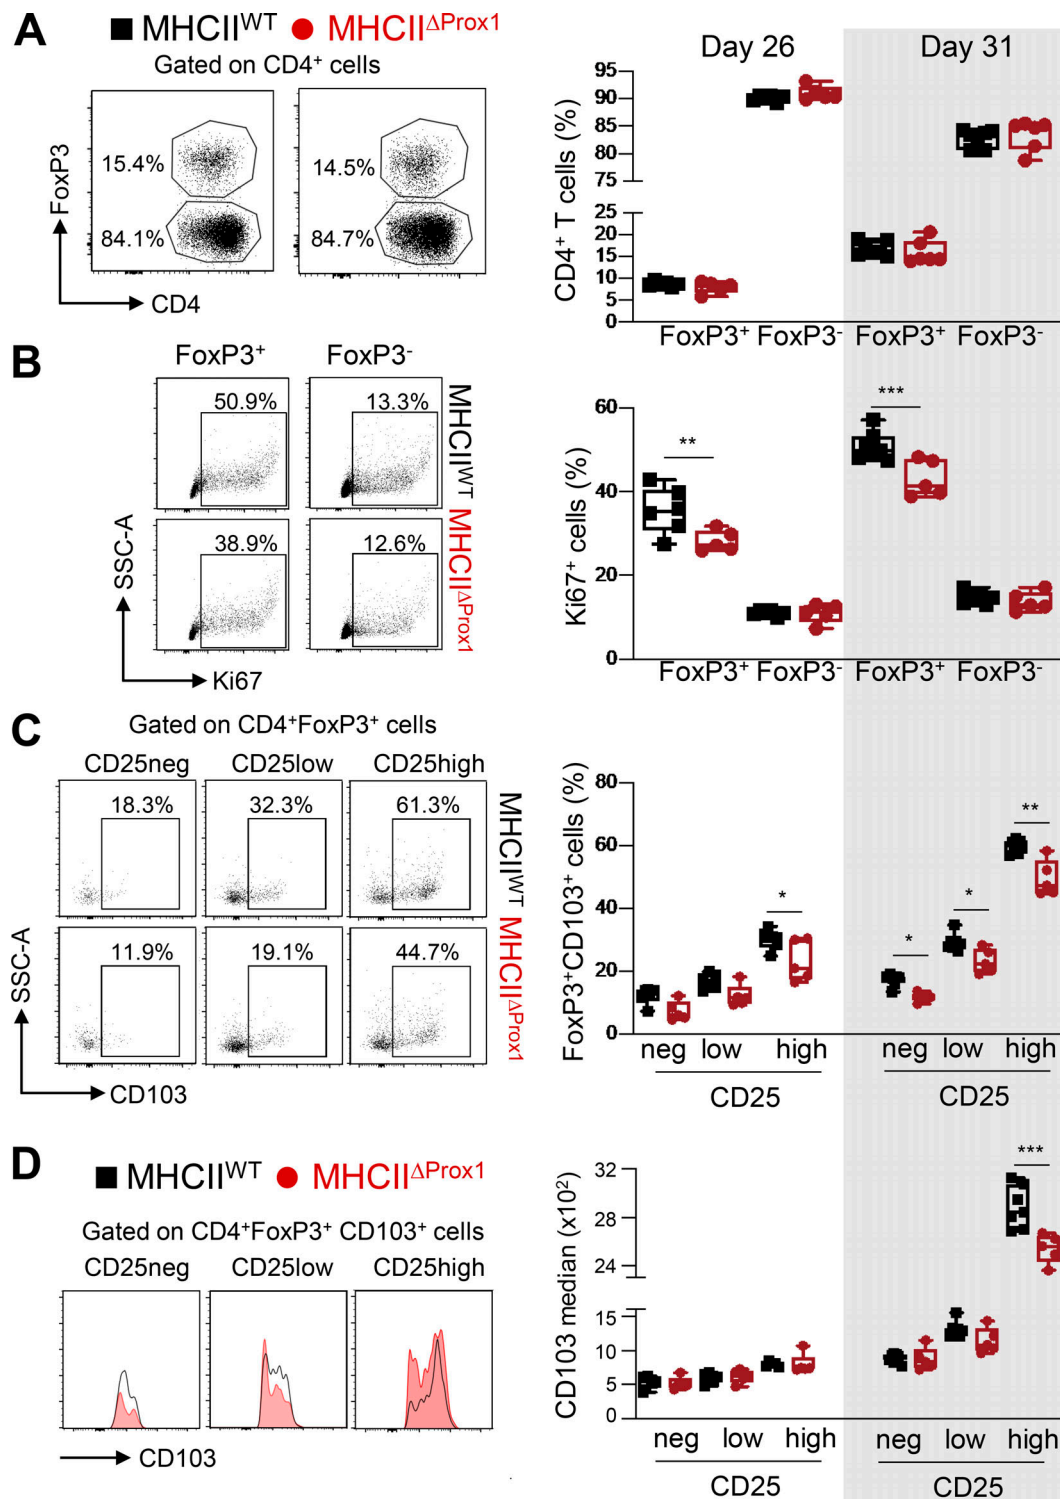 A
MHCII^WT MHCII^ΔProx1
Gated on CD4⁺ cells
15.4%
84.1%
14.5%
84.7%
FoxP3
CD4
Day 26 Day 31
CD4⁺ T cells (%)
95
90
85
80
75
25
20
15
10
5
0
FoxP3⁺ FoxP3⁻ FoxP3⁺ FoxP3⁻
B
FoxP3⁺ FoxP3⁻
50.9% 13.3%
MHCII^WT
38.9% 12.6%
MHCII^ΔProx1
SSC-A
Ki67
Ki67⁺ cells (%)
60
40
20
0
** ***
FoxP3⁺ FoxP3⁻ FoxP3⁺ FoxP3⁻
C
Gated on CD4⁺FoxP3⁺ cells
CD25neg CD25low CD25high
18.3% 32.3% 61.3%
MHCII^WT
11.9% 19.1% 44.7%
MHCII^ΔProx1
SSC-A
CD103
FoxP3⁺CD103⁺ cells (%)
80
60
40
20
0
* * * **
neg low high neg low high
CD25 CD25
D
MHCII^WT MHCII^ΔProx1
Gated on CD4⁺FoxP3⁺ CD103⁺ cells
CD25neg CD25low CD25high
CD103
CD103 median (x10²)
32
28
24
15
10
5
0
***
neg low high neg low high
CD25 CD25